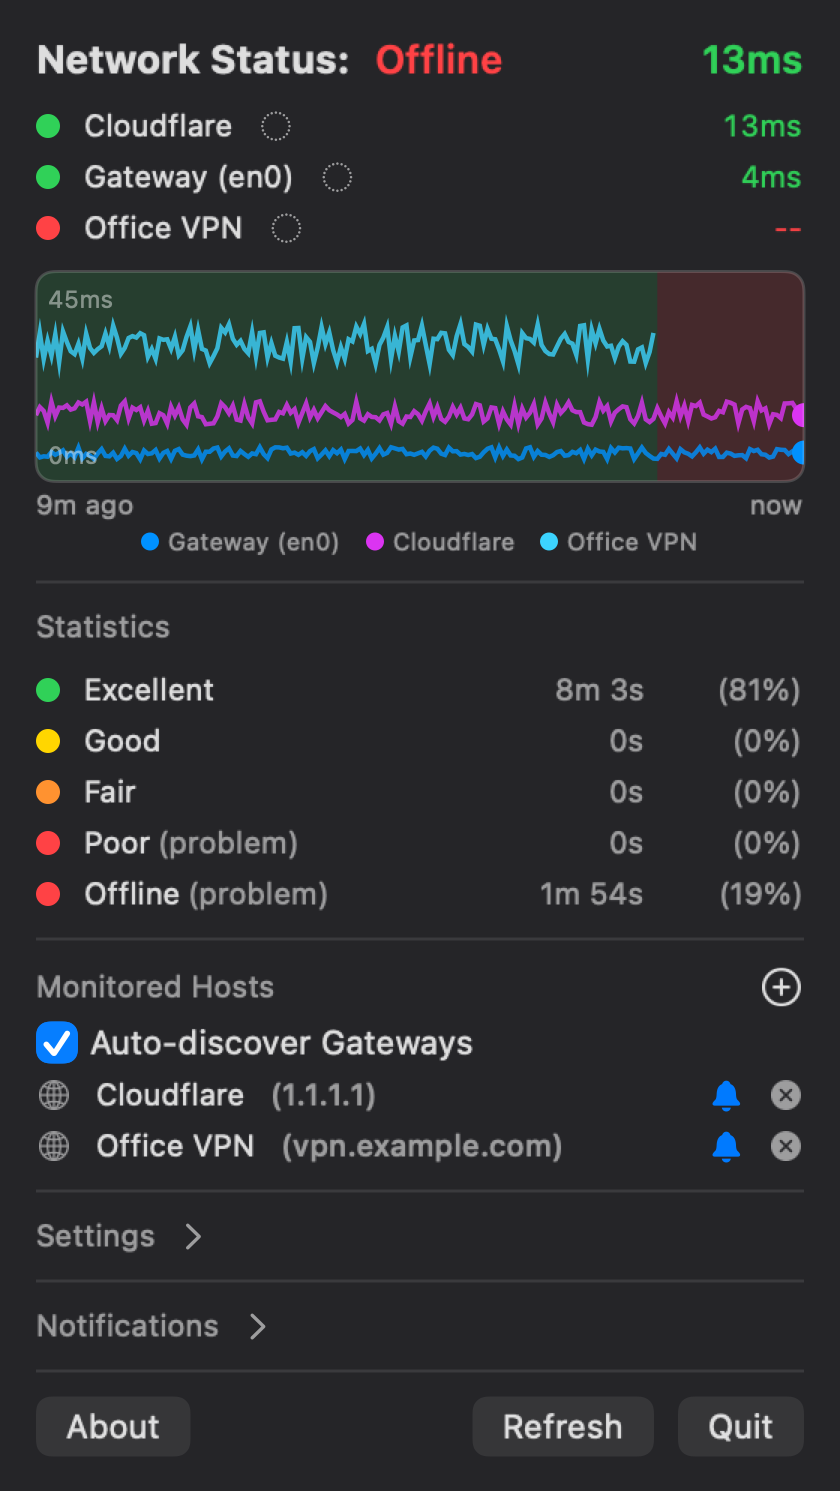 Network Status: Offline 13ms
Cloudflare 13ms
Gateway (en0) 4ms
Office VPN --
45ms
0ms
9m ago now
Gateway (en0) Cloudflare Office VPN
Statistics
Excellent 8m 3s (81%)
Good 0s (0%)
Fair 0s (0%)
Poor (problem) 0s (0%)
Offline (problem) 1m 54s (19%)
Monitored Hosts
Auto-discover Gateways
Cloudflare (1.1.1.1)
Office VPN (vpn.example.com)
Settings
Notifications
About Refresh Quit